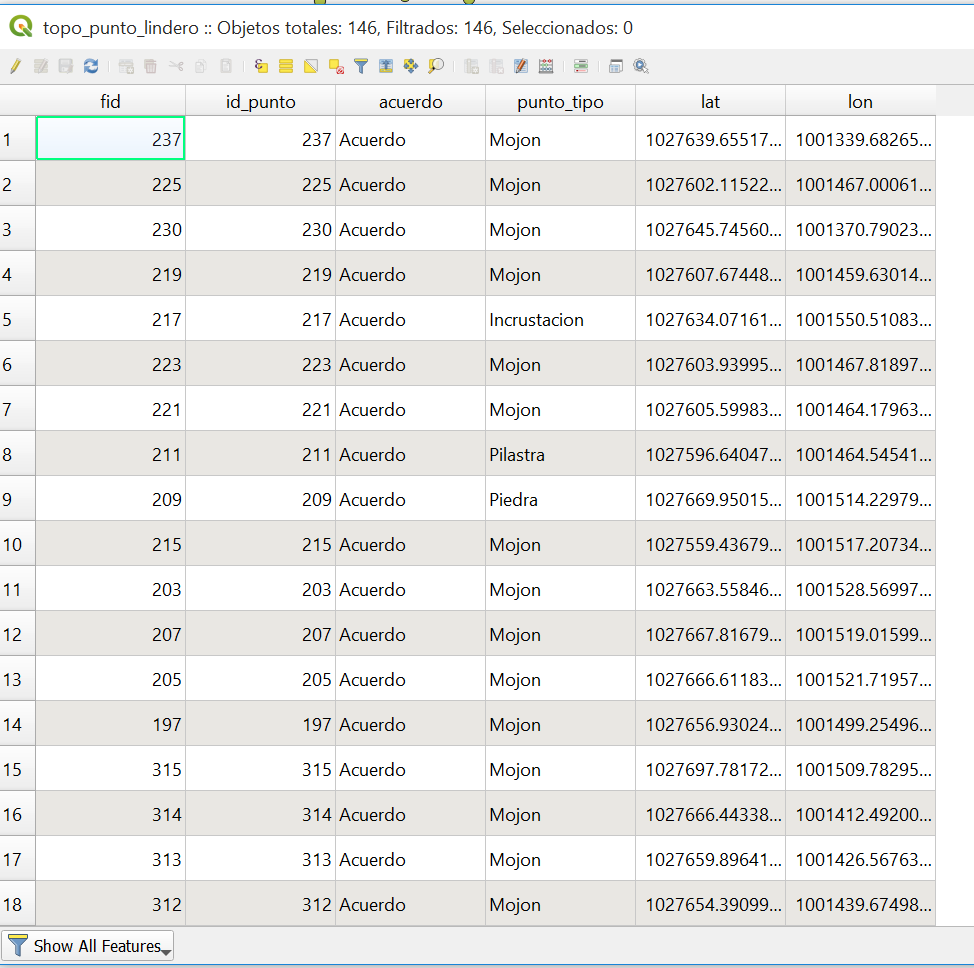 topo_punto_lindero :: Objetos totales: 146, Filtrados: 146, Seleccionados: 0
fid id_punto acuerdo punto_tipo lat lon
1 237 237 Acuerdo Mojon 1027639.65517... 1001339.68265...
2 225 225 Acuerdo Mojon 1027602.11522... 1001467.00061...
3 230 230 Acuerdo Mojon 1027645.74560... 1001370.79023...
4 219 219 Acuerdo Mojon 1027607.67448... 1001459.63014...
5 217 217 Acuerdo Incrustacion 1027634.07161... 1001550.51083...
6 223 223 Acuerdo Mojon 1027603.93995... 1001467.81897...
7 221 221 Acuerdo Mojon 1027605.59983... 1001464.17963...
8 211 211 Acuerdo Pilastra 1027596.64047... 1001464.54541...
9 209 209 Acuerdo Piedra 1027669.95015... 1001514.22979...
10 215 215 Acuerdo Mojon 1027559.43679... 1001517.20734...
11 203 203 Acuerdo Mojon 1027663.55846... 1001528.56997...
12 207 207 Acuerdo Mojon 1027667.81679... 1001519.01599...
13 205 205 Acuerdo Mojon 1027666.61183... 1001521.71957...
14 197 197 Acuerdo Mojon 1027656.93024... 1001499.25496...
15 315 315 Acuerdo Mojon 1027697.78172... 1001509.78295...
16 314 314 Acuerdo Mojon 1027666.44338... 1001412.49200...
17 313 313 Acuerdo Mojon 1027659.89641... 1001426.56763...
18 312 312 Acuerdo Mojon 1027654.39099... 1001439.67498...
Show All Features